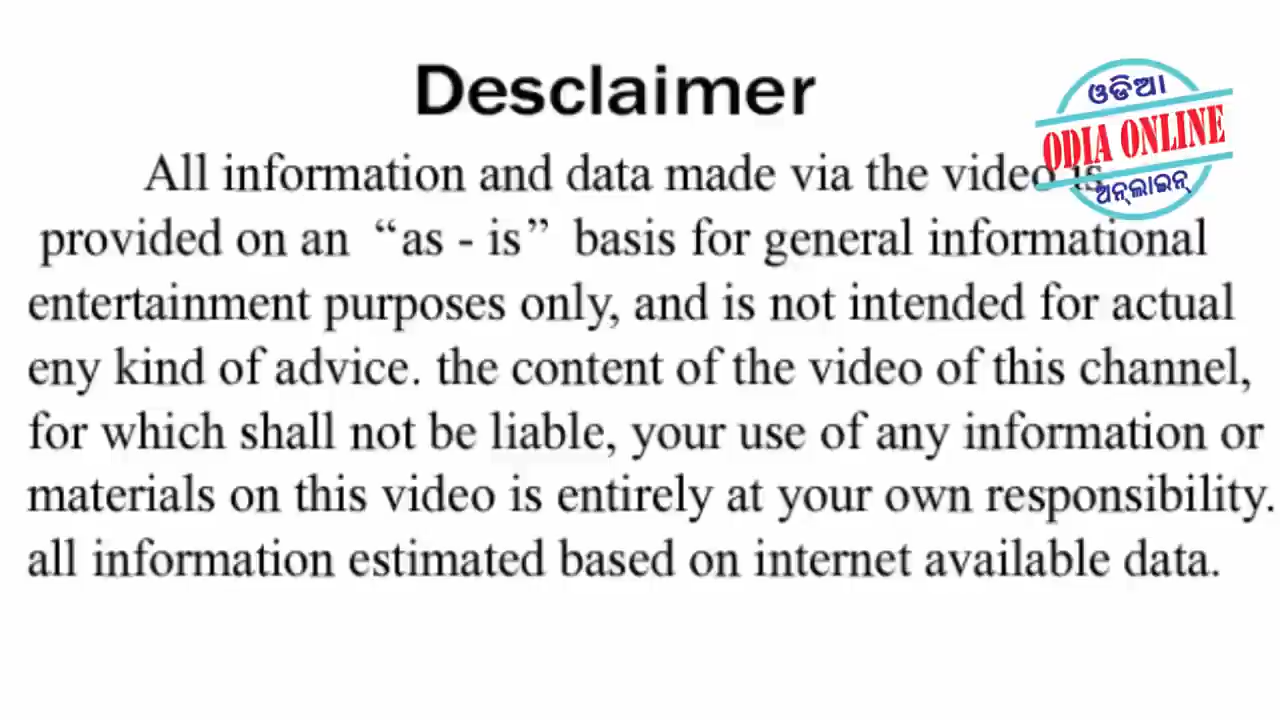 Desclaimer
ଓଡିଆ
ODIA ONLINE
ଅନ୍‌ଲାଇନ୍
All information and data made via the video is
provided on an “as - is” basis for general informational
entertainment purposes only, and is not intended for actual
eny kind of advice. the content of the video of this channel,
for which shall not be liable, your use of any information or
materials on this video is entirely at your own responsibility.
all information estimated based on internet available data.